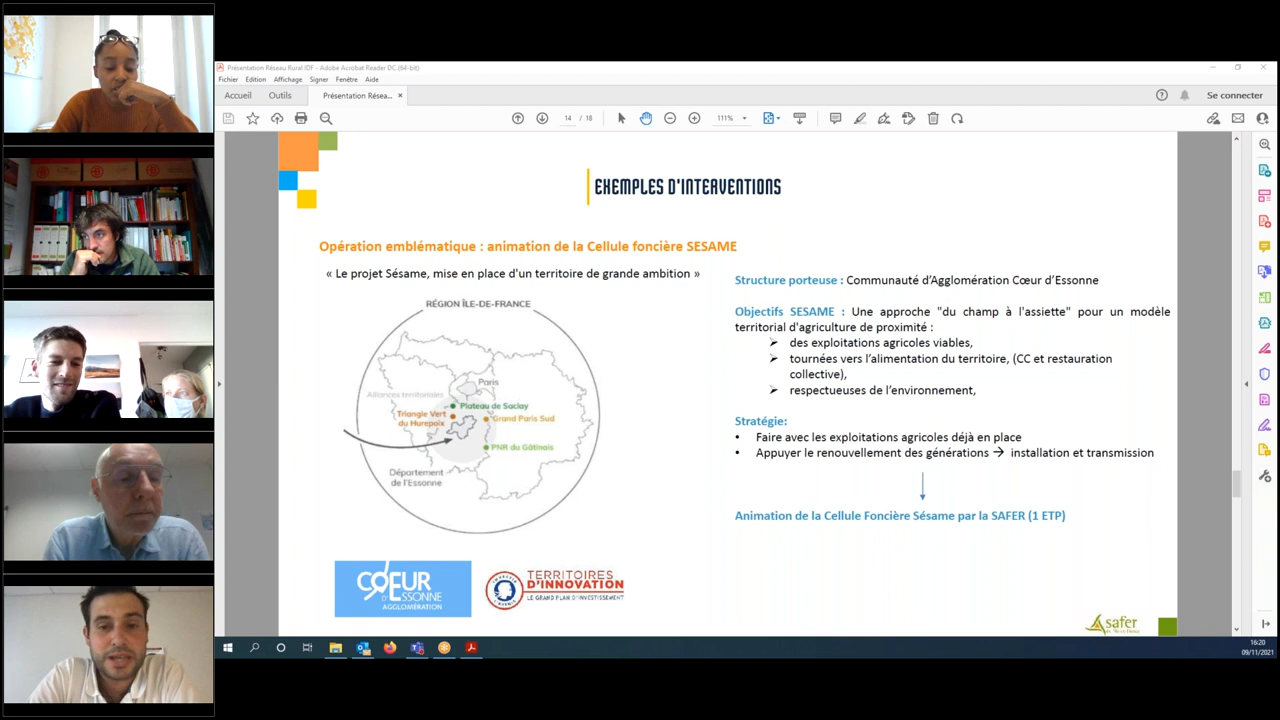 Présentation Réseau Rural IDF - Adobe Acrobat Reader DC (64-bit)
Fichier Edition Affichage Signer Fenêtre Aide
Accueil Outils Présentation Résea... × Se connecter
14 / 18 111%
EXEMPLES D'INTERVENTIONS
Opération emblématique : animation de la Cellule foncière SESAME
« Le projet Sésame, mise en place d'un territoire de grande ambition »
RÉGION ÎLE-DE-FRANCE
Paris
Alliances territoriales
Plateau de Saclay
Triangle Vert
du Hurepoix
Grand Paris Sud
PNR du Gâtinais
Département
de l'Essonne
CŒUR
D'ESSONNE
AGGLOMÉRATION
TERRITOIRES
D'INNOVATION
LE GRAND PLAN D'INVESTISSEMENT
Structure porteuse : Communauté d'Agglomération Cœur d'Essonne
Objectifs SESAME : Une approche "du champ à l'assiette" pour un modèle
territorial d'agriculture de proximité :
➢ des exploitations agricoles viables,
➢ tournées vers l'alimentation du territoire, (CC et restauration
collective),
➢ respectueuses de l'environnement,
Stratégie:
• Faire avec les exploitations agricoles déjà en place
• Appuyer le renouvellement des générations → installation et transmission
Animation de la Cellule Foncière Sésame par la SAFER (1 ETP)
safer
16:20
09/11/2021